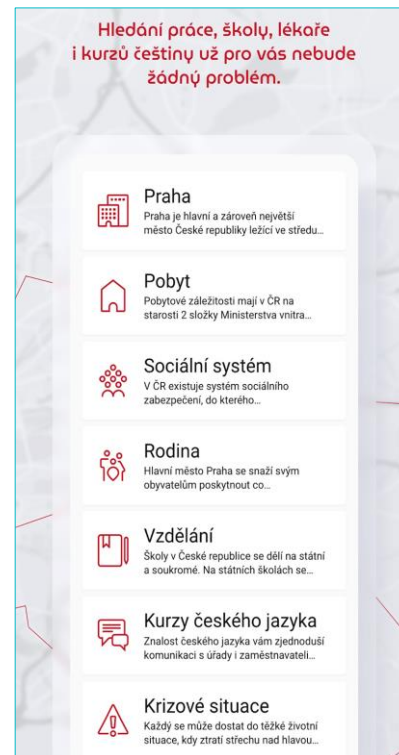 Hledání práce, školy, lékaře
i kurzů češtiny už pro vás nebude
žádný problém.
Praha
Praha je hlavní a zároveň největší
město České republiky ležící ve středu...
Pobyt
Pobytové záležitosti mají v ČR na
starosti 2 složky Ministerstva vnitra...
Sociální systém
V ČR existuje systém sociálního
zabezpečení, do kterého...
Rodina
Hlavní město Praha se snaží svým
obyvatelům poskytnout co...
Vzdělání
Školy v České republice se dělí na státní
a soukromé. Na státních školách se...
Kurzy českého jazyka
Znalost českého jazyka vám zjednoduší
komunikaci s úřady i zaměstnavateli...
Krizové situace
Každý se může dostat do těžké životní
situace, kdy ztratí střechu nad hlavou...